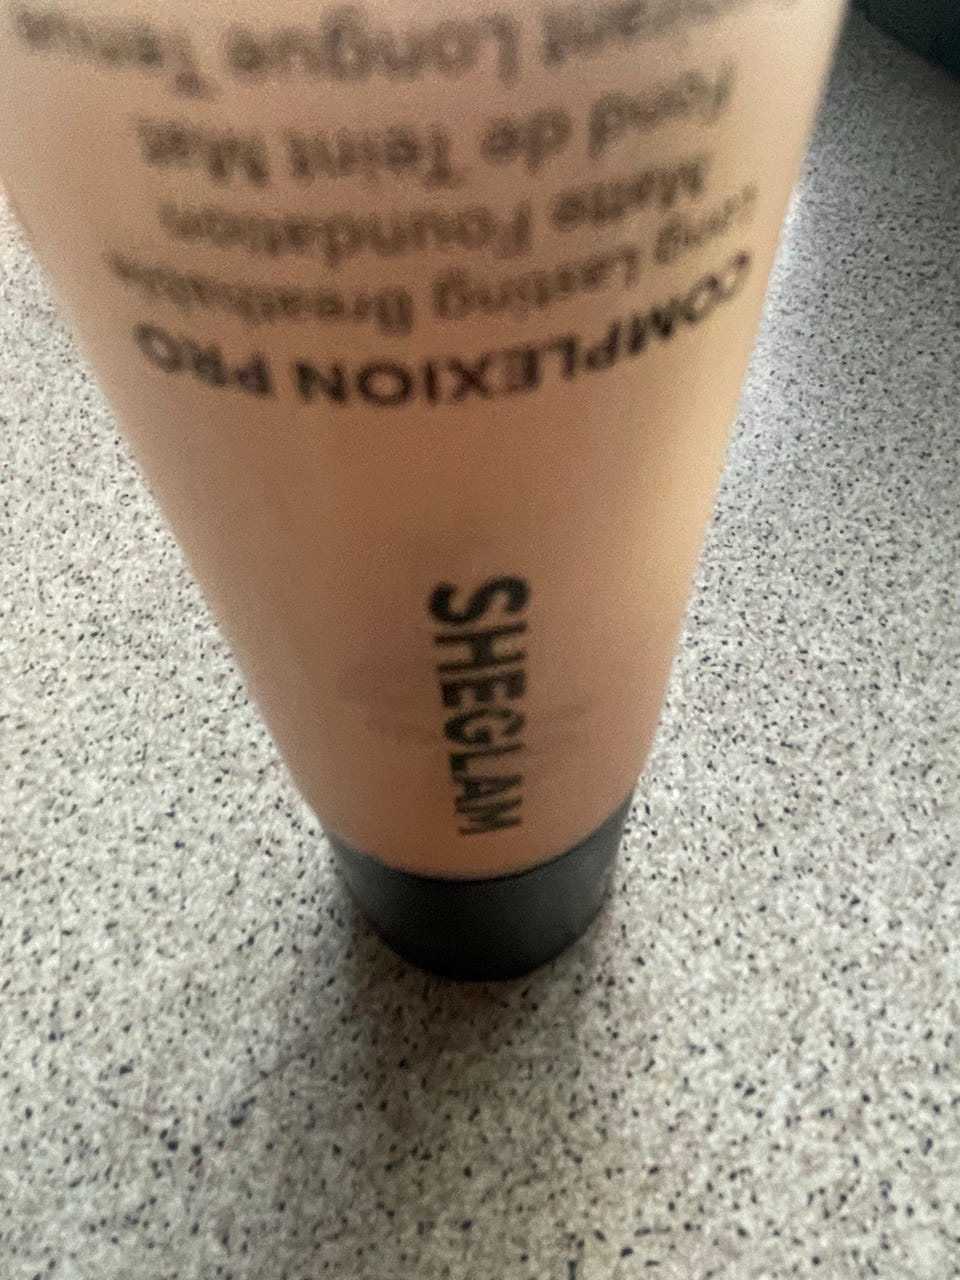 SHEGLAM
COMPLEXION PRO
Long Lasting Breathable
Matte Foundation
Fond de Teint Mat
Longue Tenue